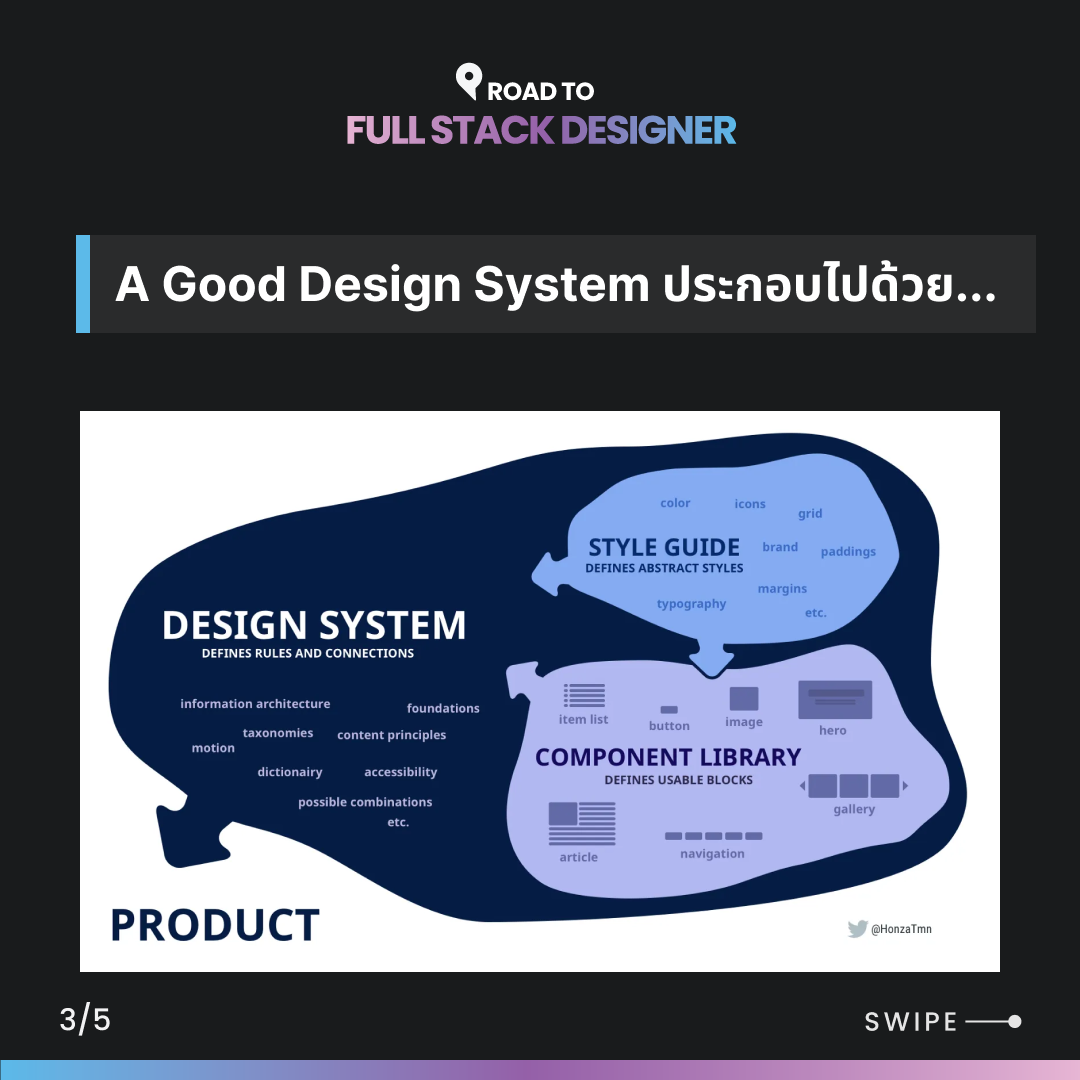 ROAD TO
FULL STACK DESIGNER
A Good Design System ประกอบไปด้วย...
color
icons
grid
STYLE GUIDE
DEFINES ABSTRACT STYLES
brand
paddings
margins
typography
etc.
DESIGN SYSTEM
DEFINES RULES AND CONNECTIONS
information architecture
foundations
taxonomies
content principles
motion
dictionairy
accessibility
possible combinations
etc.
item list
button
image
hero
COMPONENT LIBRARY
DEFINES USABLE BLOCKS
gallery
article
navigation
PRODUCT
@HonzaTmn
3/5
SWIPE